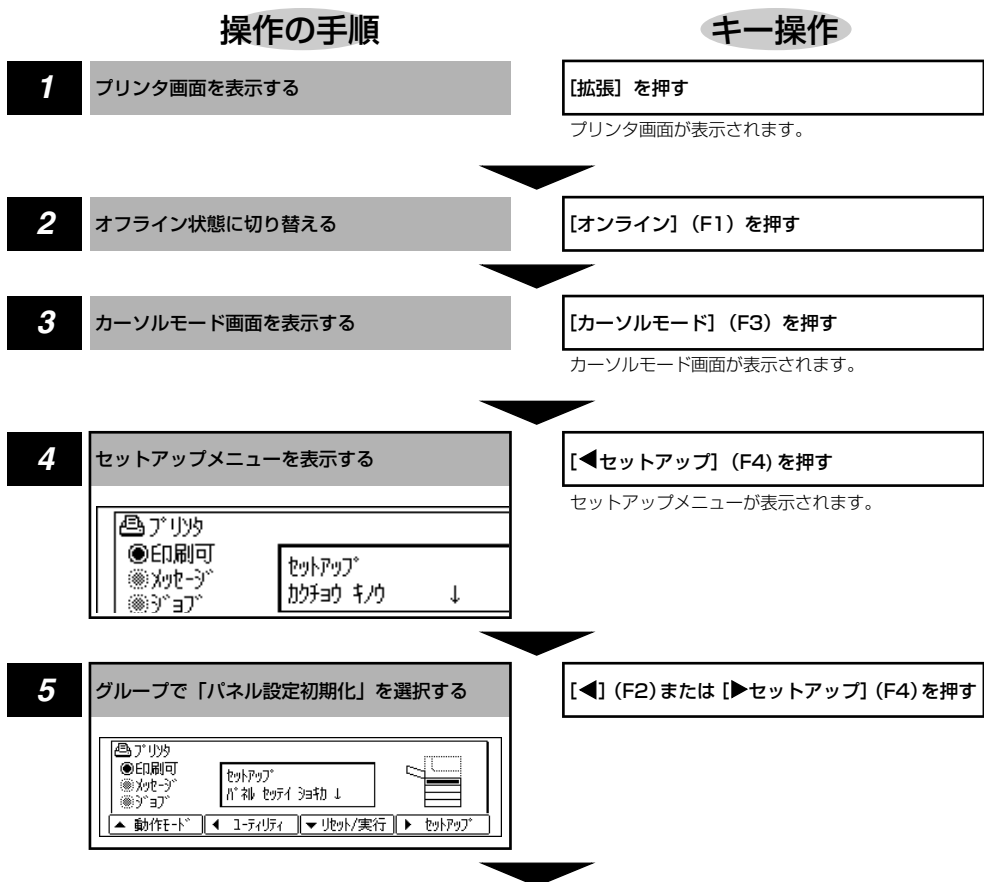 操作の手順
キー操作
1
プリンタ画面を表示する
[拡張] を押す
プリンタ画面が表示されます。
2
オフライン状態に切り替える
[オンライン] (F1) を押す
3
カーソルモード画面を表示する
[カーソルモード] (F3) を押す
カーソルモード画面が表示されます。
4
セットアップメニューを表示する
[◀セットアップ] (F4) を押す
セットアップメニューが表示されます。
プリンタ
印刷可
メッセージ
ジョブ
セットアップ
カクチョウ キノウ ↓
5
グループで「パネル設定初期化」を選択する
[◀] (F2) または [▶セットアップ] (F4) を押す
プリンタ
印刷可
メッセージ
ジョブ
セットアップ
パネル セッテイ ショキカ ↓
▲ 動作モード ◀ ユーティリティ ▼ リセット/実行 ▶ セットアップ